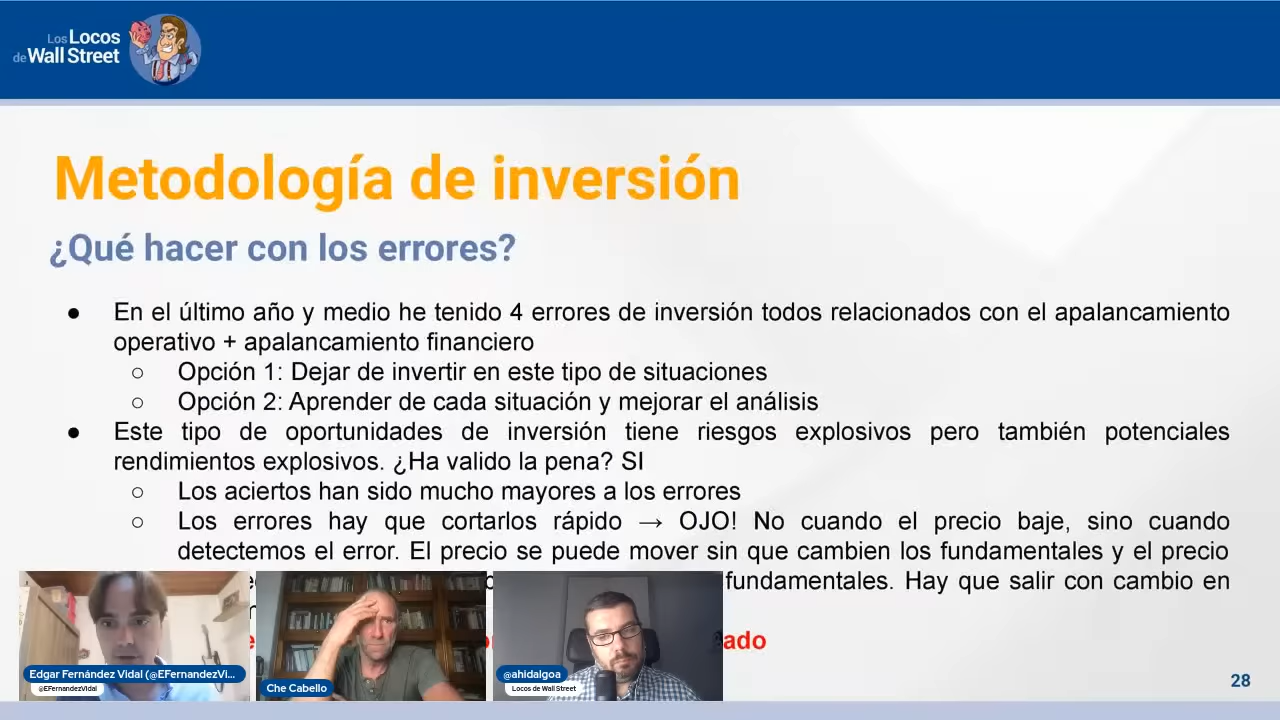 Los Locos
de Wall Street
Metodología de inversión
¿Qué hacer con los errores?
● En el último año y medio he tenido 4 errores de inversión todos relacionados con el apalancamiento
operativo + apalancamiento financiero
○ Opción 1: Dejar de invertir en este tipo de situaciones
○ Opción 2: Aprender de cada situación y mejorar el análisis
● Este tipo de oportunidades de inversión tiene riesgos explosivos pero también potenciales
rendimientos explosivos. ¿Ha valido la pena? SI
○ Los aciertos han sido mucho mayores a los errores
○ Los errores hay que cortarlos rápido → OJO! No cuando el precio baje, sino cuando
detectemos el error. El precio se puede mover sin que cambien los fundamentales y el precio
fundamentales. Hay que salir con cambio en
ado
Edgar Fernández Vidal (@EFernandezVi...
@EFernandezVidal
Che Cabello
@ahidalgoa
Locos de Wall Street
28